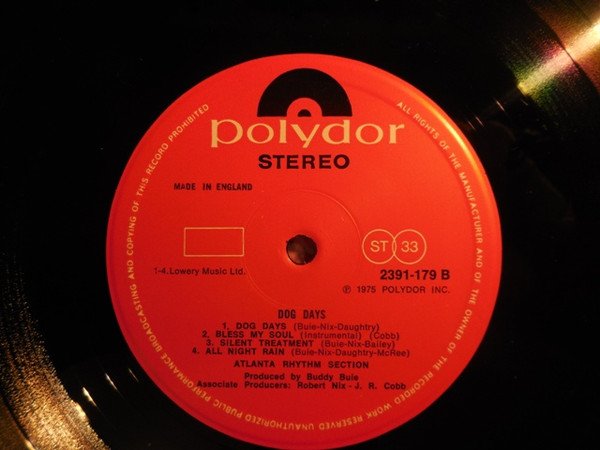 polydor
STEREO
MADE IN ENGLAND
ST 33
1-4. Lowery Music Ltd.
2391-179 B
℗ 1975 POLYDOR INC.
DOG DAYS
1. DOG DAYS (Buie-Nix-Daughtry)
2. BLESS MY SOUL (Instrumental) (Cobb)
3. SILENT TREATMENT (Buie-Nix-Bailey)
4. ALL NIGHT RAIN (Buie-Nix-Daughtry-McRee)
ATLANTA RHYTHM SECTION
Produced by Buddy Buie
Associate Producers: Robert Nix - J. R. Cobb
ALL RIGHTS OF THE MANUFACTURER AND OF THE OWNER OF THE RECORDED WORK RESERVED UNAUTHORIZED PUBLIC PERFORMANCE BROADCASTING AND COPYING OF THIS RECORD PROHIBITED